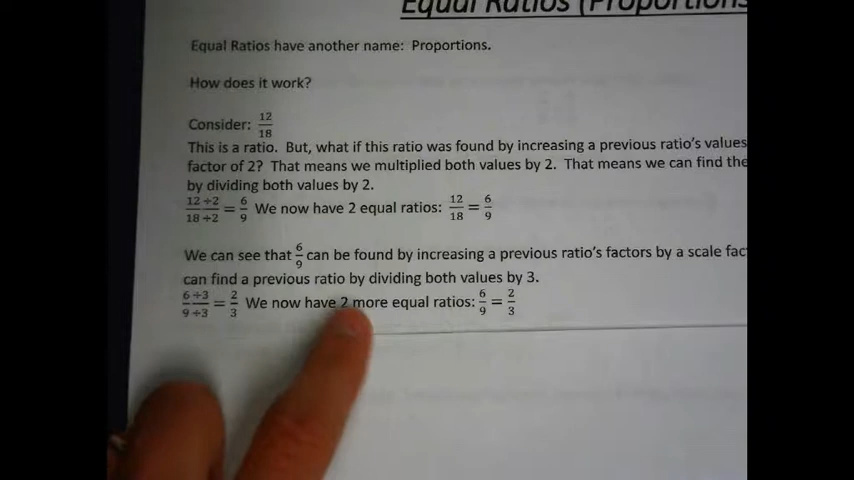 Equal Ratios (Proportions
Equal Ratios have another name: Proportions.
How does it work?
Consider: 12/18
This is a ratio. But, what if this ratio was found by increasing a previous ratio's values
factor of 2? That means we multiplied both values by 2. That means we can find the
by dividing both values by 2.
12 ÷2/18 ÷2 = 6/9 We now have 2 equal ratios: 12/18 = 6/9
We can see that 6/9 can be found by increasing a previous ratio's factors by a scale fac
can find a previous ratio by dividing both values by 3.
6 ÷3/9 ÷3 = 2/3 We now have 2 more equal ratios: 6/9 = 2/3